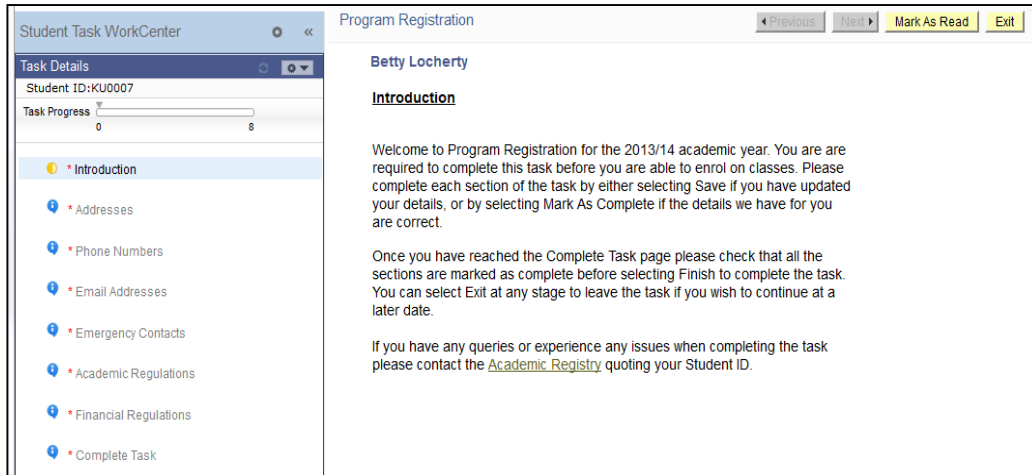 Student Task WorkCenter
«
Task Details
Student ID:KU0007
Task Progress
0 8
* Introduction
* Addresses
* Phone Numbers
* Email Addresses
* Emergency Contacts
* Academic Regulations
* Financial Regulations
* Complete Task
Program Registration
Previous Next Mark As Read Exit
Betty Locherty
Introduction
Welcome to Program Registration for the 2013/14 academic year. You are are
required to complete this task before you are able to enrol on classes. Please
complete each section of the task by either selecting Save if you have updated
your details, or by selecting Mark As Complete if the details we have for you
are correct.
Once you have reached the Complete Task page please check that all the
sections are marked as complete before selecting Finish to complete the task.
You can select Exit at any stage to leave the task if you wish to continue at a
later date.
If you have any queries or experience any issues when completing the task
please contact the Academic Registry quoting your Student ID.